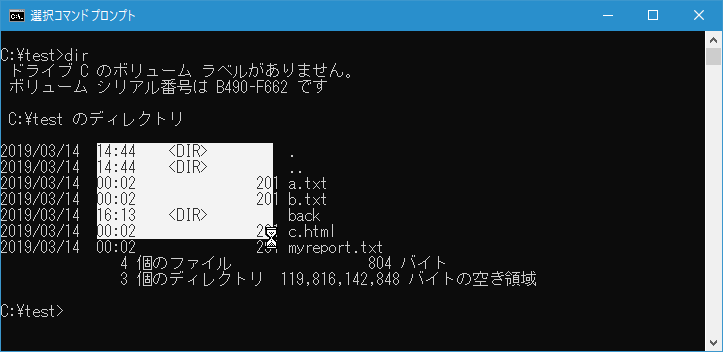 選択コマンド プロンプト
C:¥test>dir
ドライブ C のボリューム ラベルがありません。
ボリューム シリアル番号は B490-F662 です
C:¥test のディレクトリ
2019/03/14 14:44 <DIR> .
2019/03/14 14:44 <DIR> ..
2019/03/14 00:02 201 a.txt
2019/03/14 00:02 201 b.txt
2019/03/14 16:13 <DIR> back
2019/03/14 00:02 201 c.html
2019/03/14 00:02 201 myreport.txt
4 個のファイル 804 バイト
3 個のディレクトリ 119,816,142,848 バイトの空き領域
C:¥test>